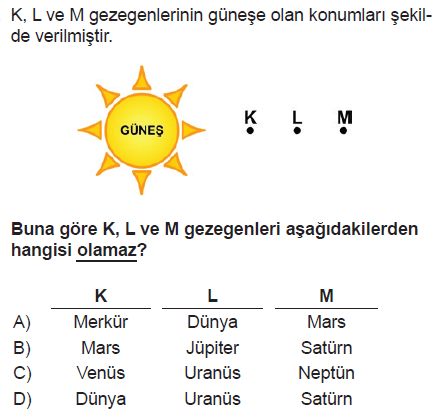 K, L ve M gezegenlerinin güneşe olan konumları şekil-
de verilmiştir.
GÜNEŞ
K L M
Buna göre K, L ve M gezegenleri aşağıdakilerden
hangisi olamaz?
K L M
A) Merkür Dünya Mars
B) Mars Jüpiter Satürn
C) Venüs Uranüs Neptün
D) Dünya Uranüs Satürn